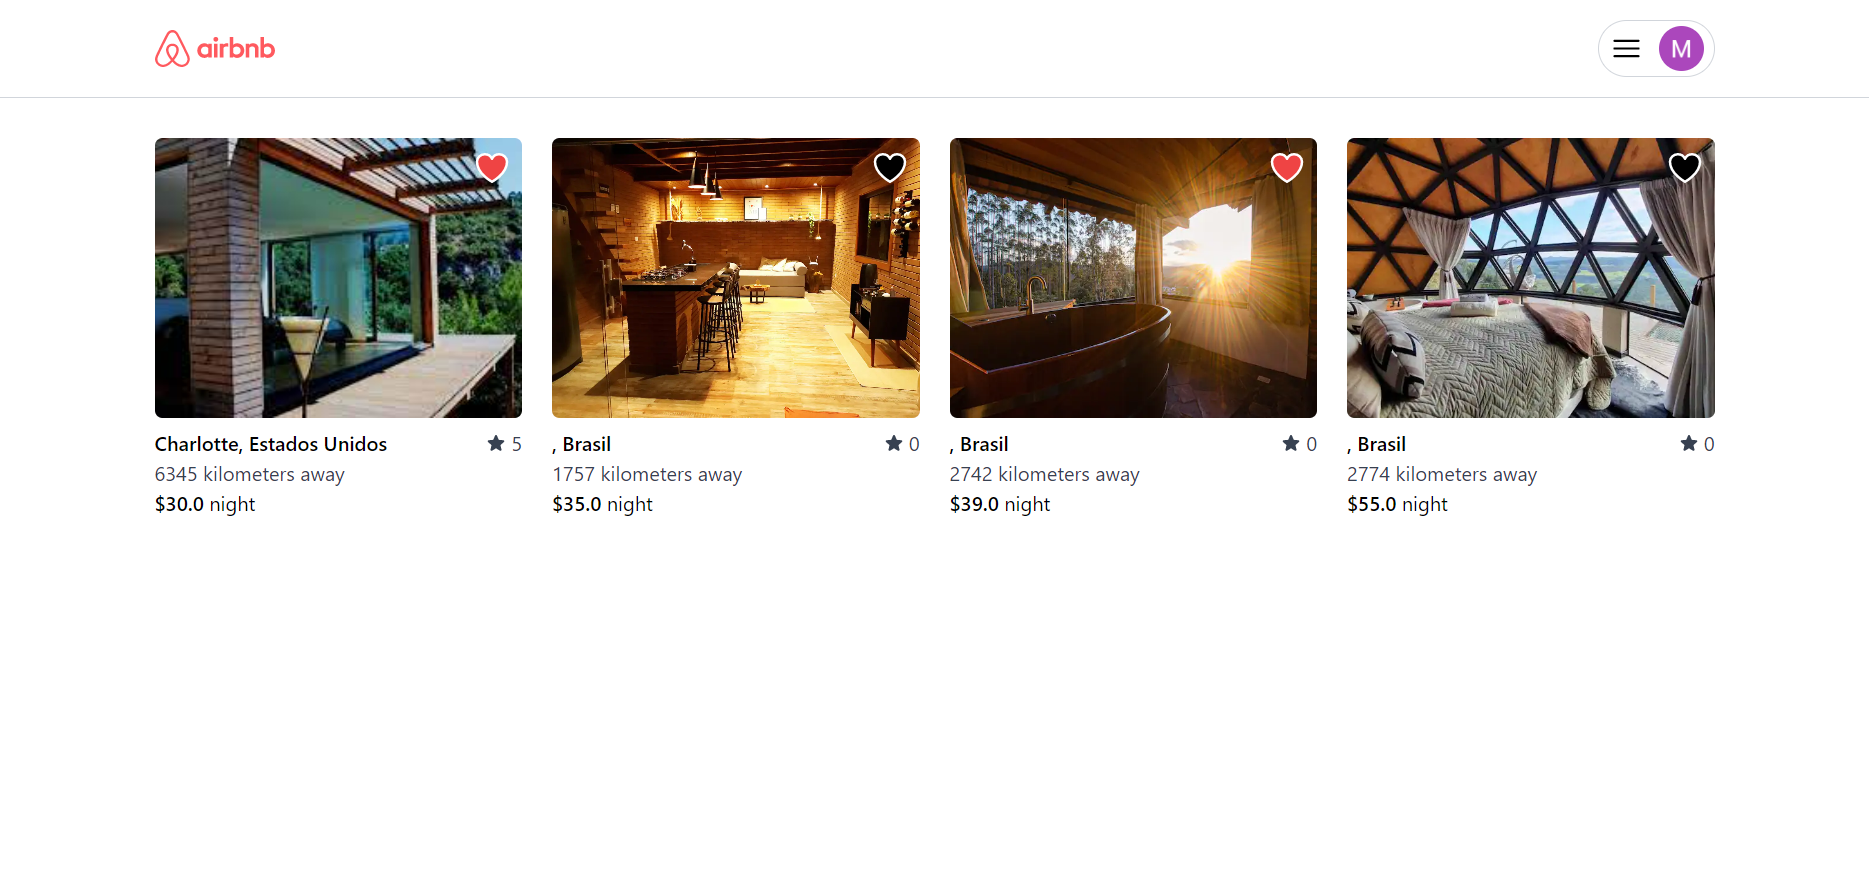 airbnb
M
Charlotte, Estados Unidos 5
6345 kilometers away
$30.0 night
, Brasil 0
1757 kilometers away
$35.0 night
, Brasil 0
2742 kilometers away
$39.0 night
, Brasil 0
2774 kilometers away
$55.0 night